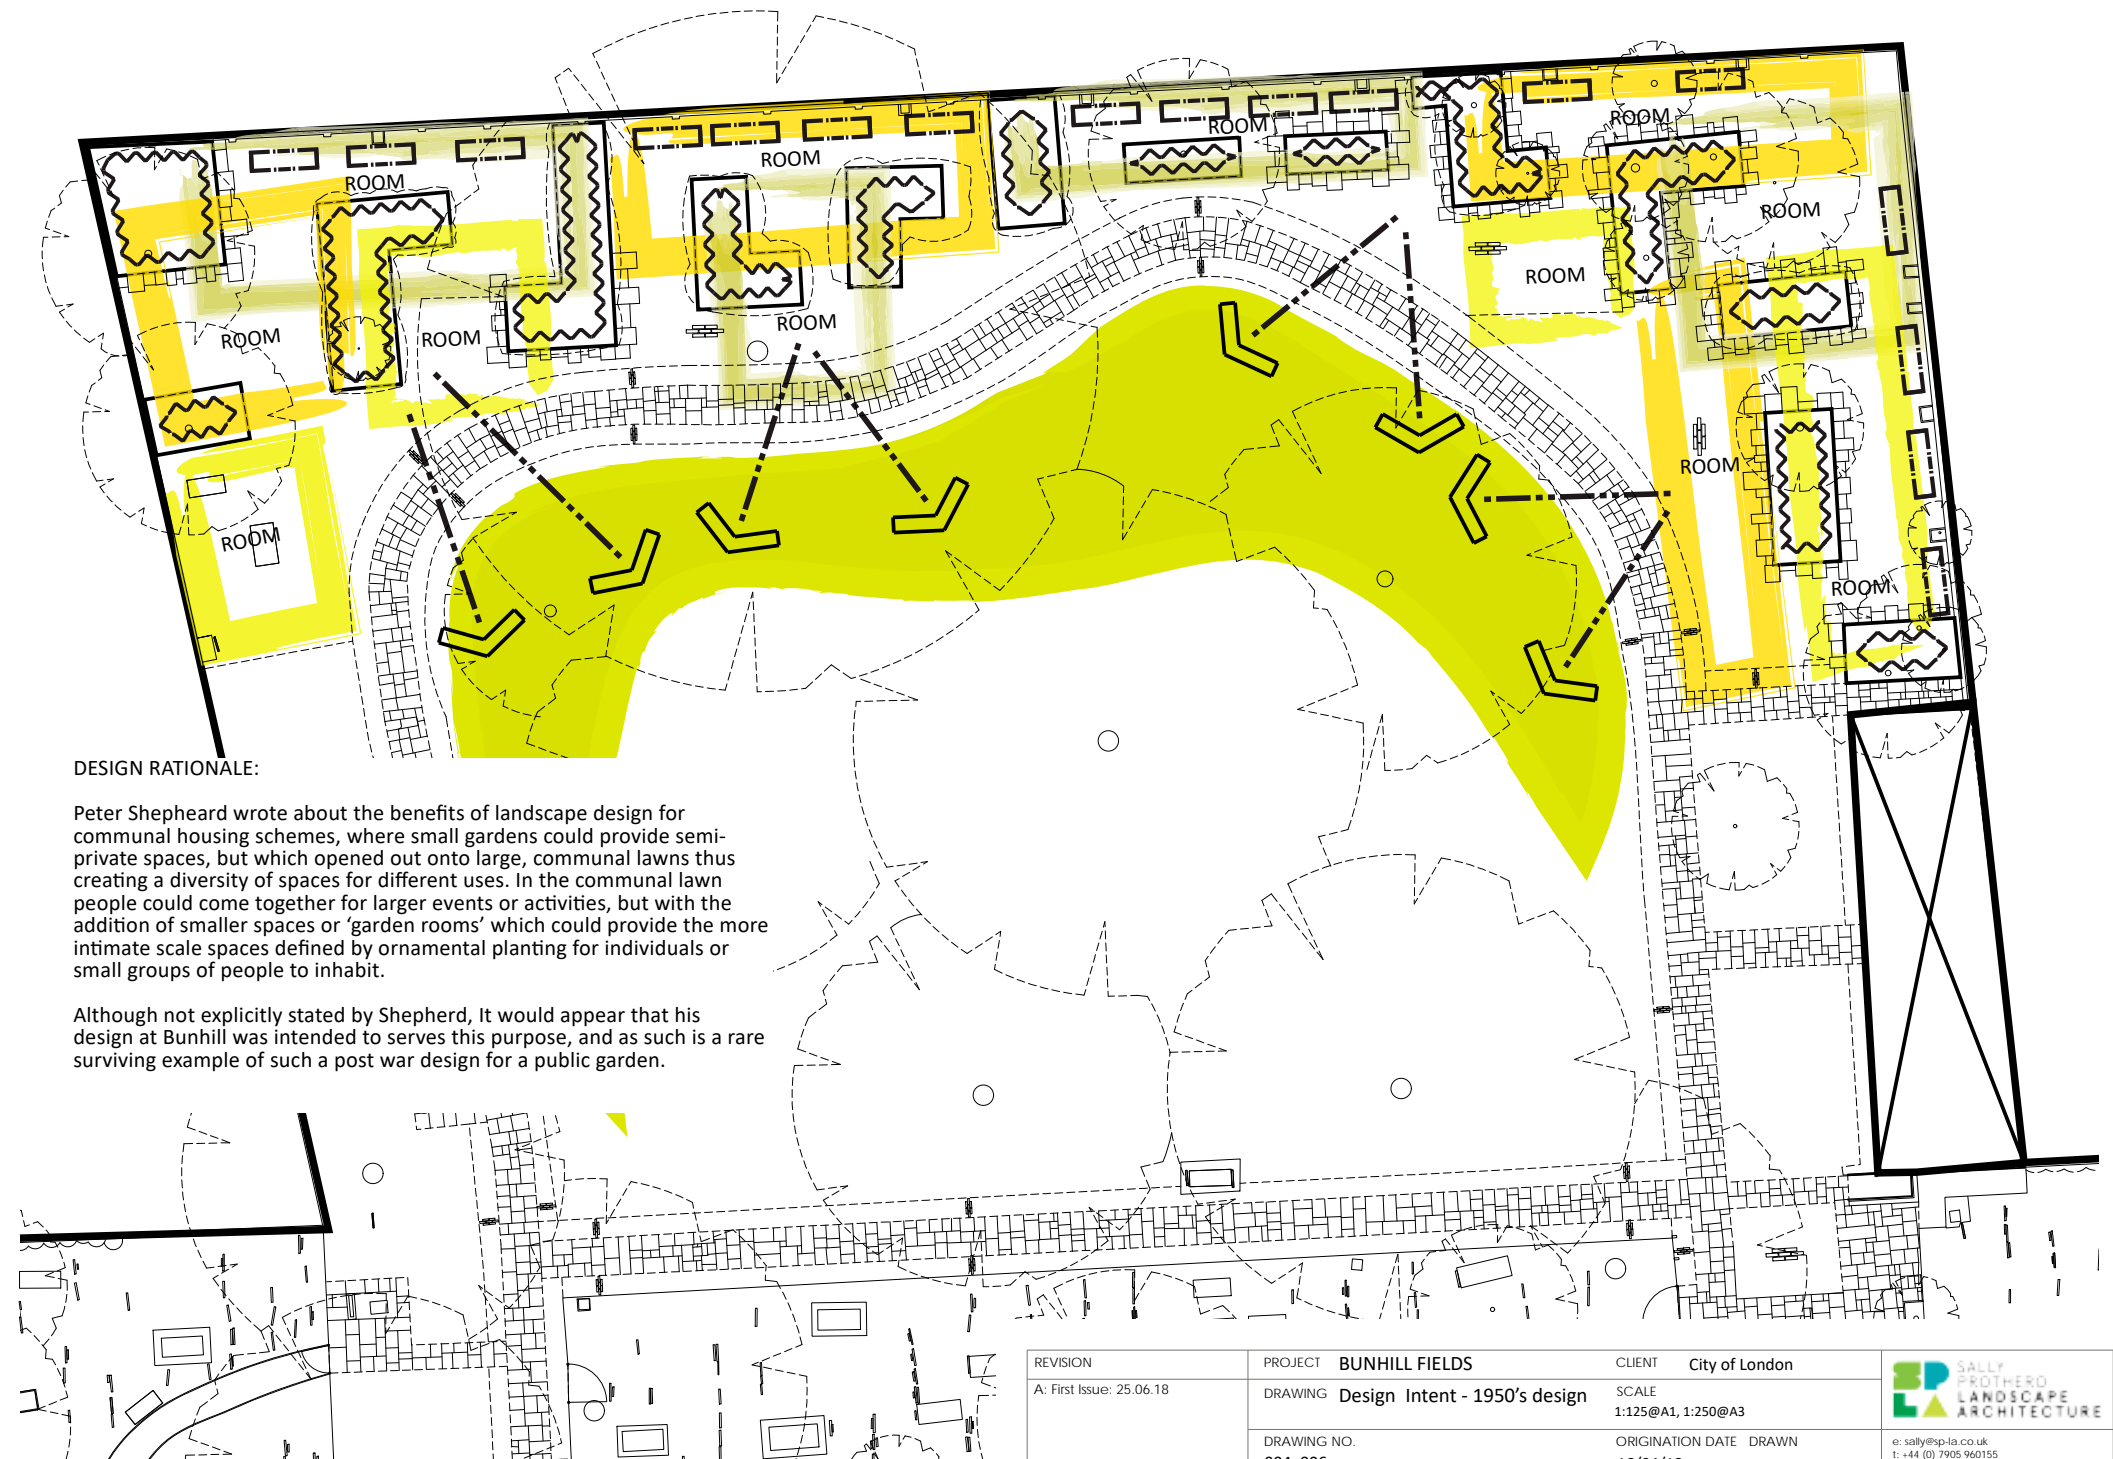 ROOM
ROOM
ROOM
ROOM
ROOM
ROOM
ROOM
ROOM
ROOM
ROOM
ROOM
ROOM
ROOM
DESIGN RATIONALE:
Peter Shepheard wrote about the benefits of landscape design for
communal housing schemes, where small gardens could provide semi-
private spaces, but which opened out onto large, communal lawns thus
creating a diversity of spaces for different uses. In the communal lawn
people could come together for larger events or activities, but with the
addition of smaller spaces or ‘garden rooms’ which could provide the more
intimate scale spaces defined by ornamental planting for individuals or
small groups of people to inhabit.
Although not explicitly stated by Shepherd, It would appear that his
design at Bunhill was intended to serves this purpose, and as such is a rare
surviving example of such a post war design for a public garden.
REVISION
A: First Issue: 25.06.18
PROJECT BUNHILL FIELDS
CLIENT City of London
DRAWING Design Intent - 1950's design
SCALE
1:125@A1, 1:250@A3
DRAWING NO.
ORIGINATION DATE DRAWN
SP
LA
SALLY
PROTHERO
LANDSCAPE
ARCHITECTURE
e: sally@sp-la.co.uk
t: +44 (0) 7905 960155